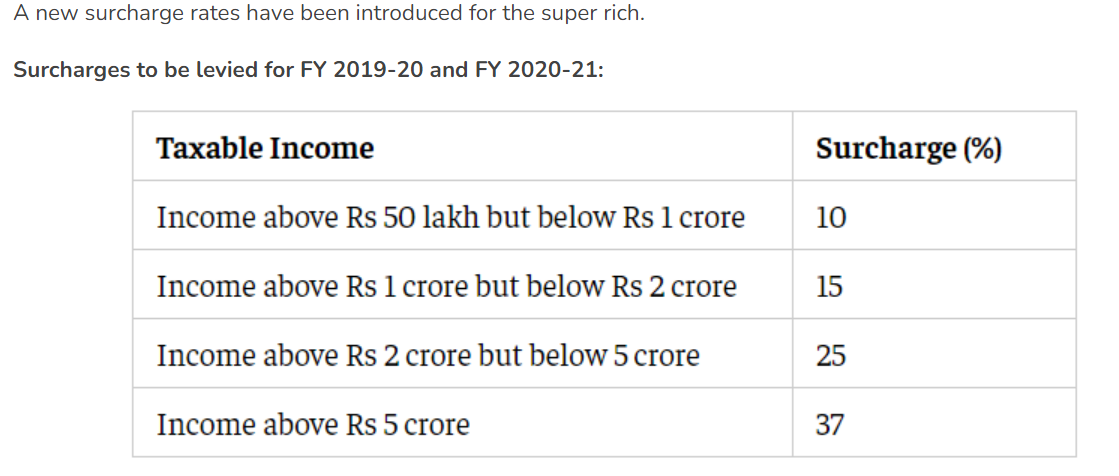 A new surcharge rates have been introduced for the super rich.
Surcharges to be levied for FY 2019-20 and FY 2020-21:
Taxable Income Surcharge (%)
Income above Rs 50 lakh but below Rs 1 crore 10
Income above Rs 1 crore but below Rs 2 crore 15
Income above Rs 2 crore but below 5 crore 25
Income above Rs 5 crore 37